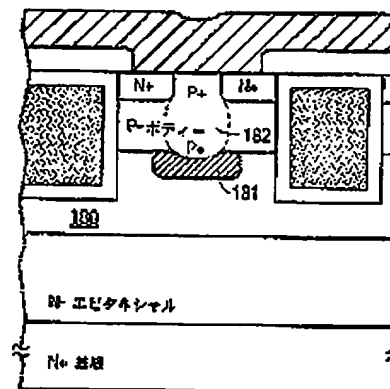 N+ P+ N+
P-ボディー 182
P+
181
180
N- エピタキシャル
N+ 基板